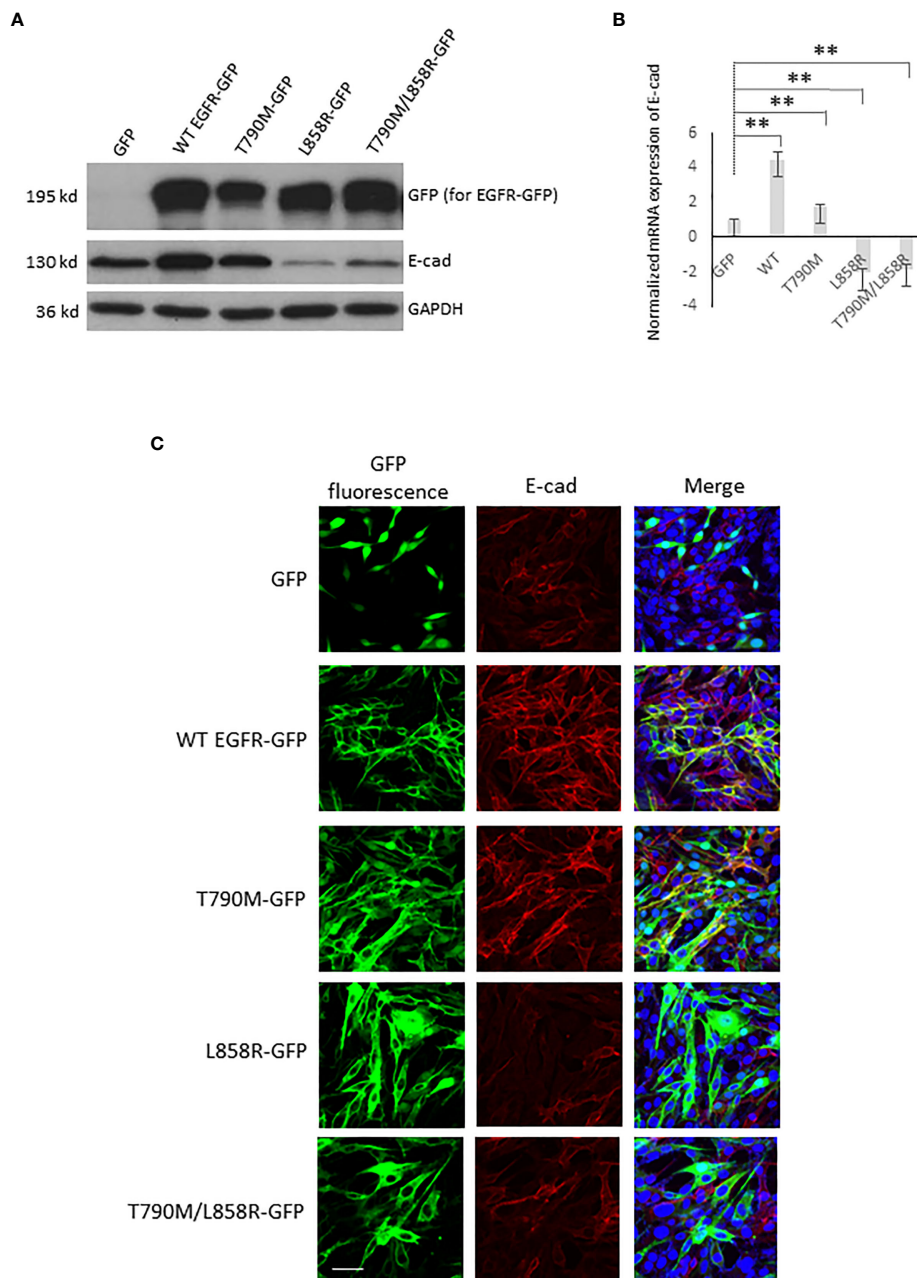 A
GFP
WT EGFR-GFP
T790M-GFP
L858R-GFP
T790M/L858R-GFP
195 kd
GFP (for EGFR-GFP)
130 kd
E-cad
36 kd
GAPDH
B
**
**
**
**
Normalized mRNA expression of E-cad
6
4
2
0
-2
-4
GFP
WT
T790M
L858R
T790M/L858R
C
GFP
fluorescence
E-cad
Merge
GFP
WT EGFR-GFP
T790M-GFP
L858R-GFP
T790M/L858R-GFP